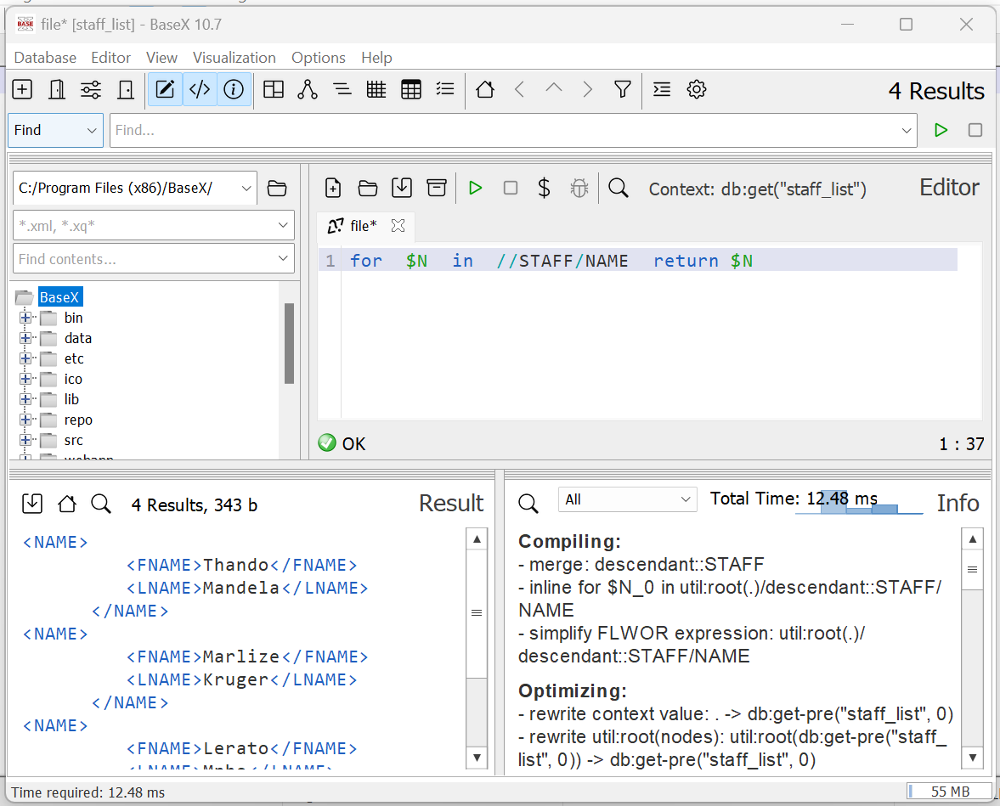 file* [staff_list] - BaseX 10.7
Database Editor View Visualization Options Help
4 Results
Find Find...
C:/Program Files (x86)/BaseX/
*.xml, *.xq*
Find contents...
BaseX
bin
data
etc
ico
lib
repo
src
webapp
Context: db:get("staff_list") Editor
file*
1 for $N in //STAFF/NAME return $N
OK 1 : 37
4 Results, 343 b Result
<NAME>
<FNAME>Thando</FNAME>
<LNAME>Mandela</LNAME>
</NAME>
<NAME>
<FNAME>Marlize</FNAME>
<LNAME>Kruger</LNAME>
</NAME>
<NAME>
<FNAME>Lerato</FNAME>
<LNAME>Mpho</LNAME>
All Total Time: 12.48 ms Info
Compiling:
- merge: descendant::STAFF
- inline for $N_0 in util:root(.)/descendant::STAFF/
NAME
- simplify FLWOR expression: util:root(.)/
descendant::STAFF/NAME
Optimizing:
- rewrite context value: . -> db:get-pre("staff_list", 0)
- rewrite util:root(nodes): util:root(db:get-pre("staff_
list", 0)) -> db:get-pre("staff_list", 0)
Time required: 12.48 ms 55 MB